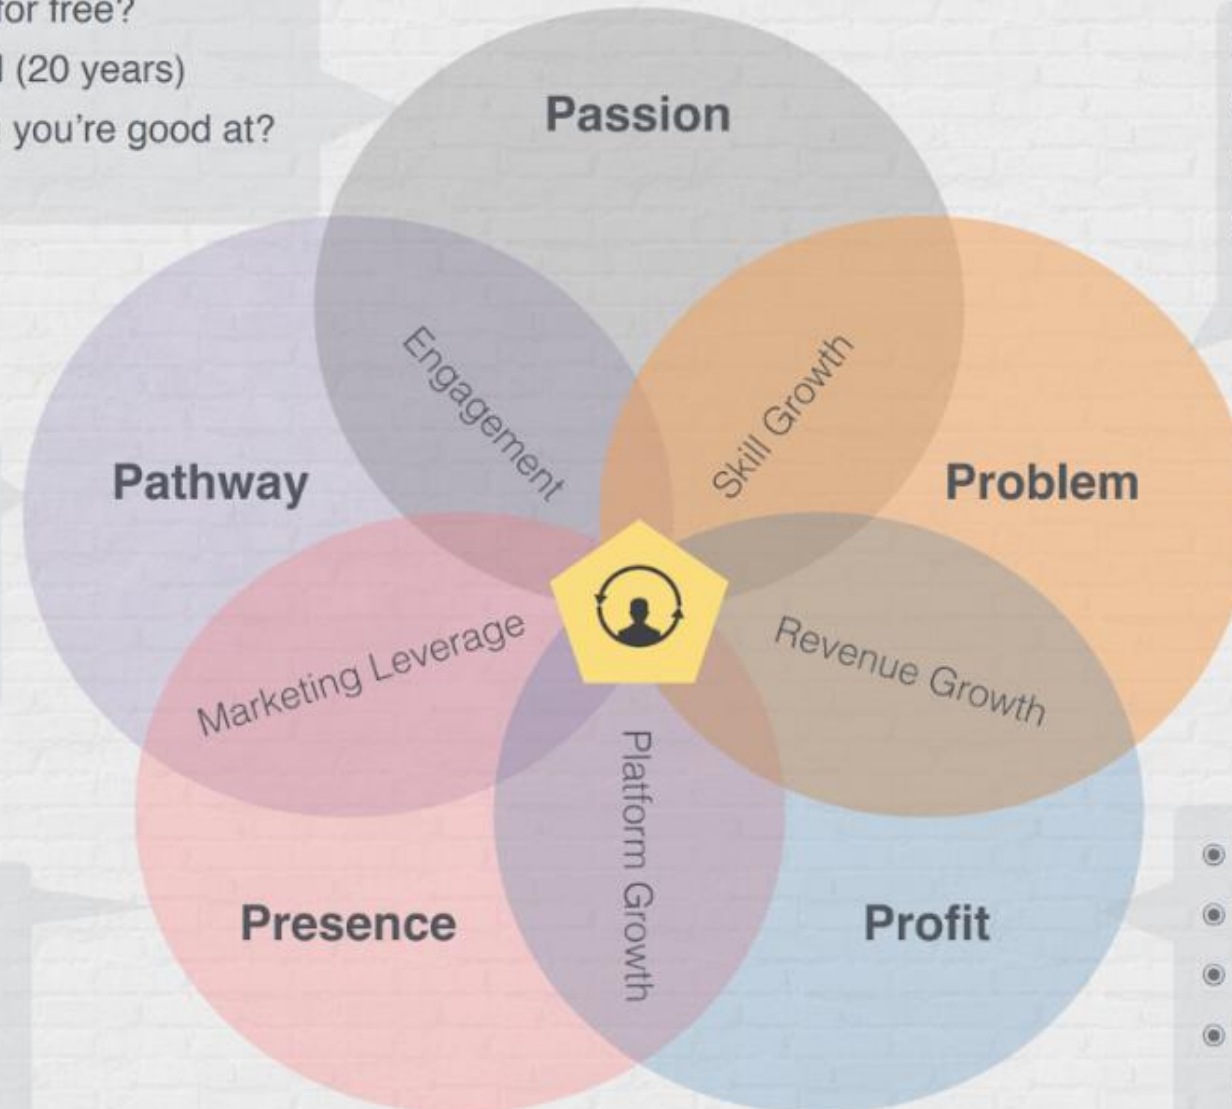 for free?
(20 years)
you're good at?
Passion
Engagement
Skill Growth
Pathway
Problem
Marketing Leverage
Revenue Growth
Platform Growth
Presence
Profit